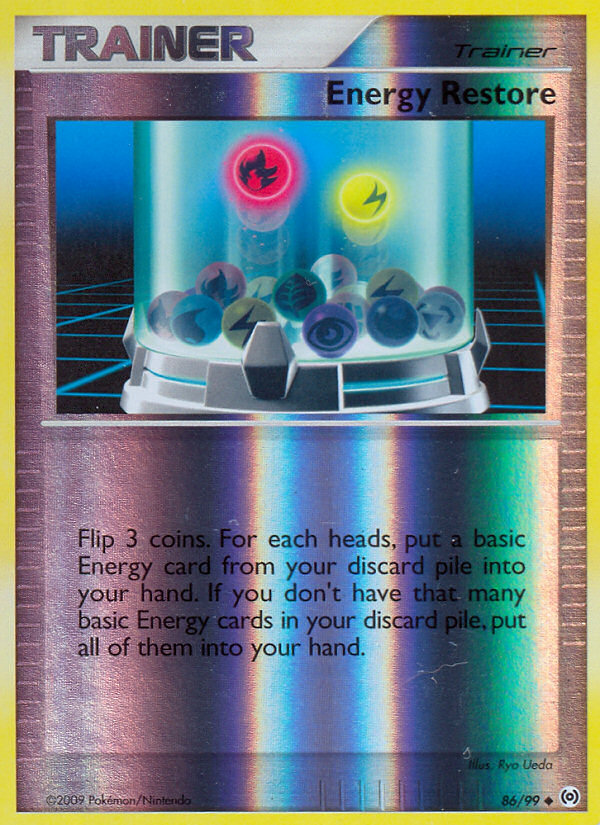 TRAINER
Trainer
Energy Restore
Flip 3 coins. For each heads, put a basic
Energy card from your discard pile into
your hand. If you don't have that many
basic Energy cards in your discard pile, put
all of them into your hand.
Illus. Ryo Ueda
©2009 Pokémon/Nintendo
86/99